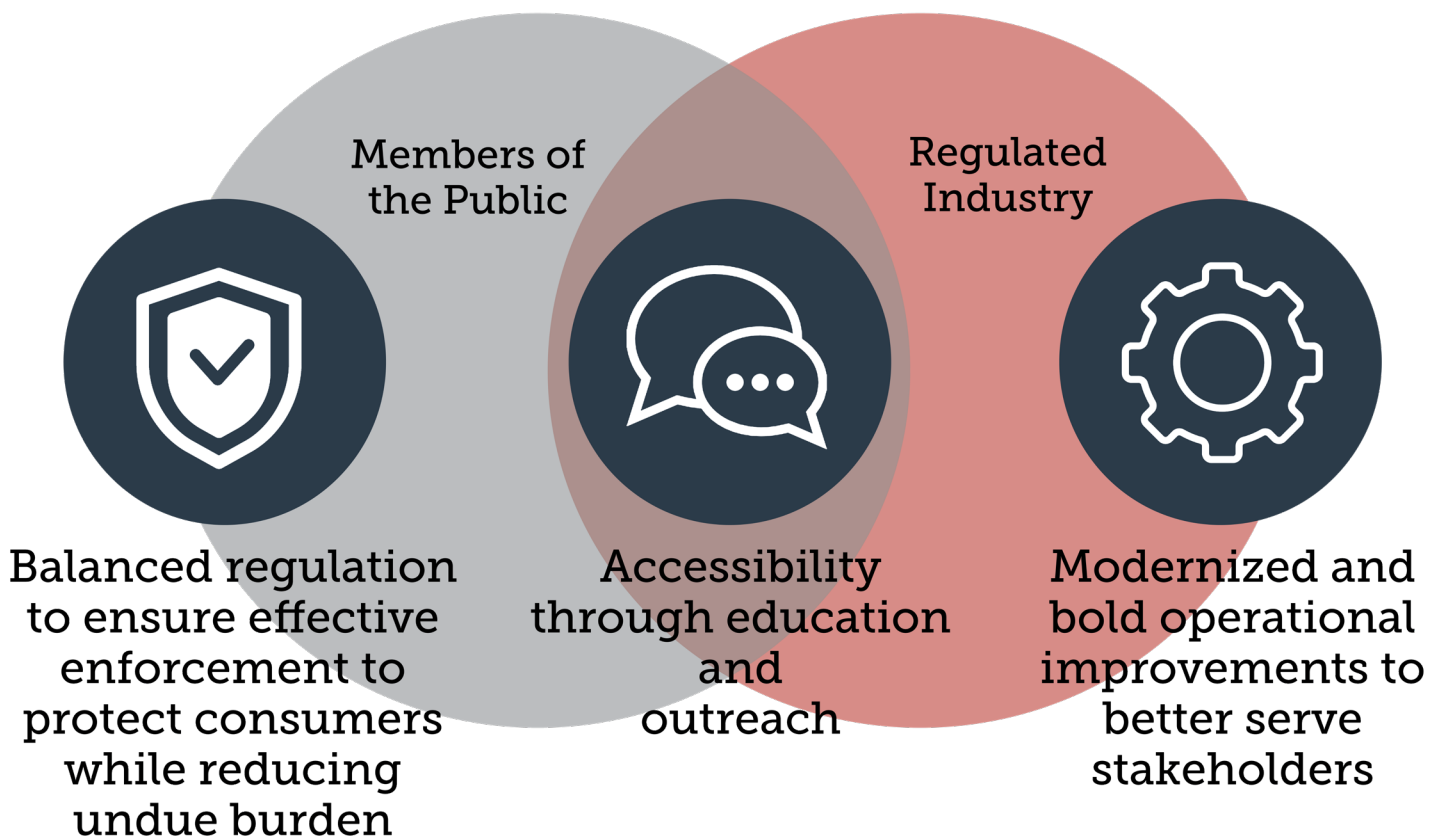 Members of
the Public
Regulated
Industry
Balanced regulation
to ensure effective
enforcement to
protect consumers
while reducing
undue burden
Accessibility
through education
and
outreach
Modernized and
bold operational
improvements to
better serve
stakeholders